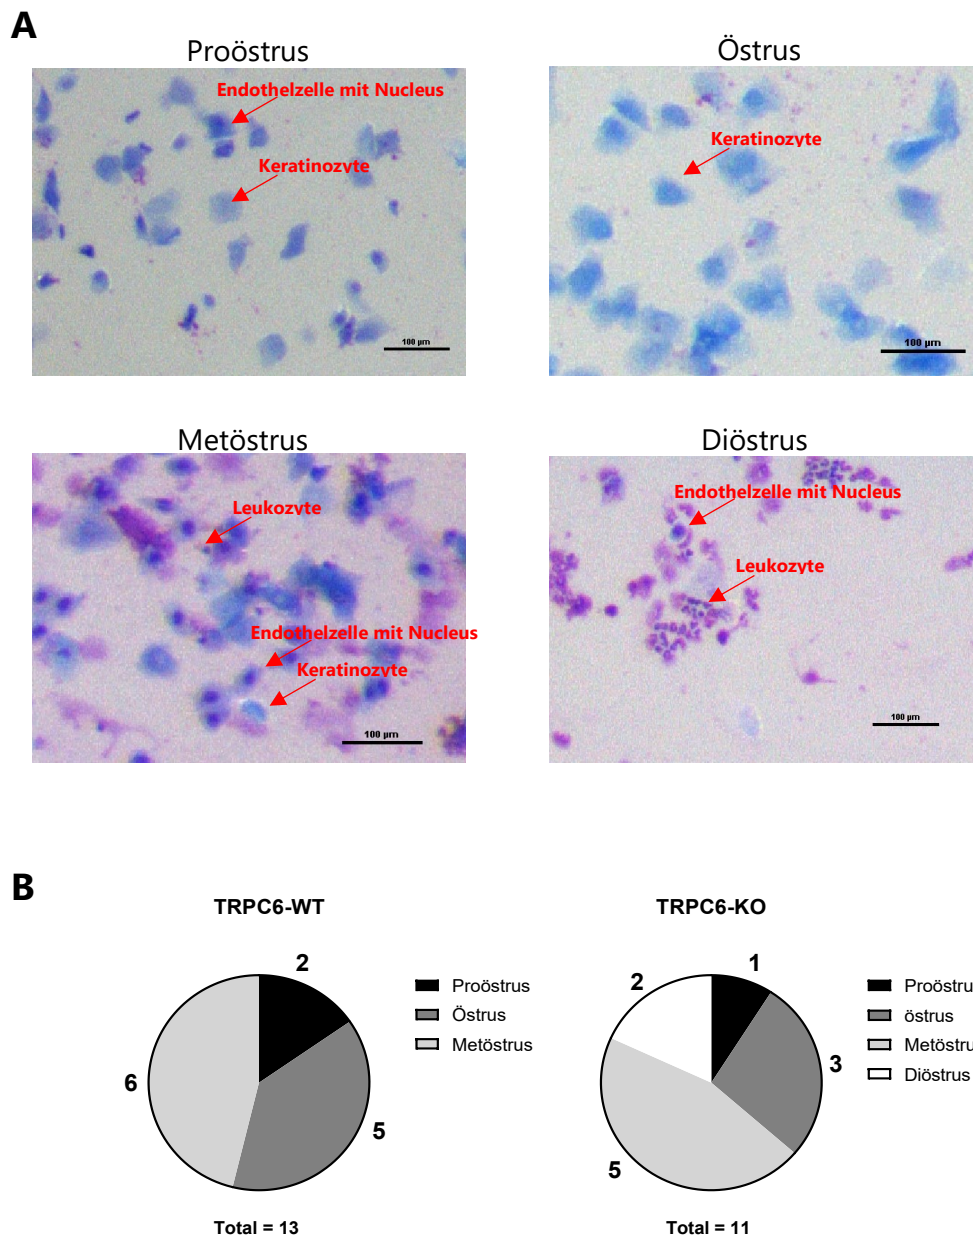 A
Proöstrus
Östrus
Endothelzelle mit Nucleus
Keratinozyte
100 µm
Keratinozyte
100 µm
Metöstrus
Diöstrus
Leukozyte
Endothelzelle mit Nucleus
Keratinozyte
100 µm
Endothelzelle mit Nucleus
Leukozyte
100 µm
B
TRPC6-WT
2
6
5
Proöstrus
Östrus
Metöstrus
Total = 13
TRPC6-KO
1
2
3
5
Proöstru
östrus
Metöstru
Diöstrus
Total = 11